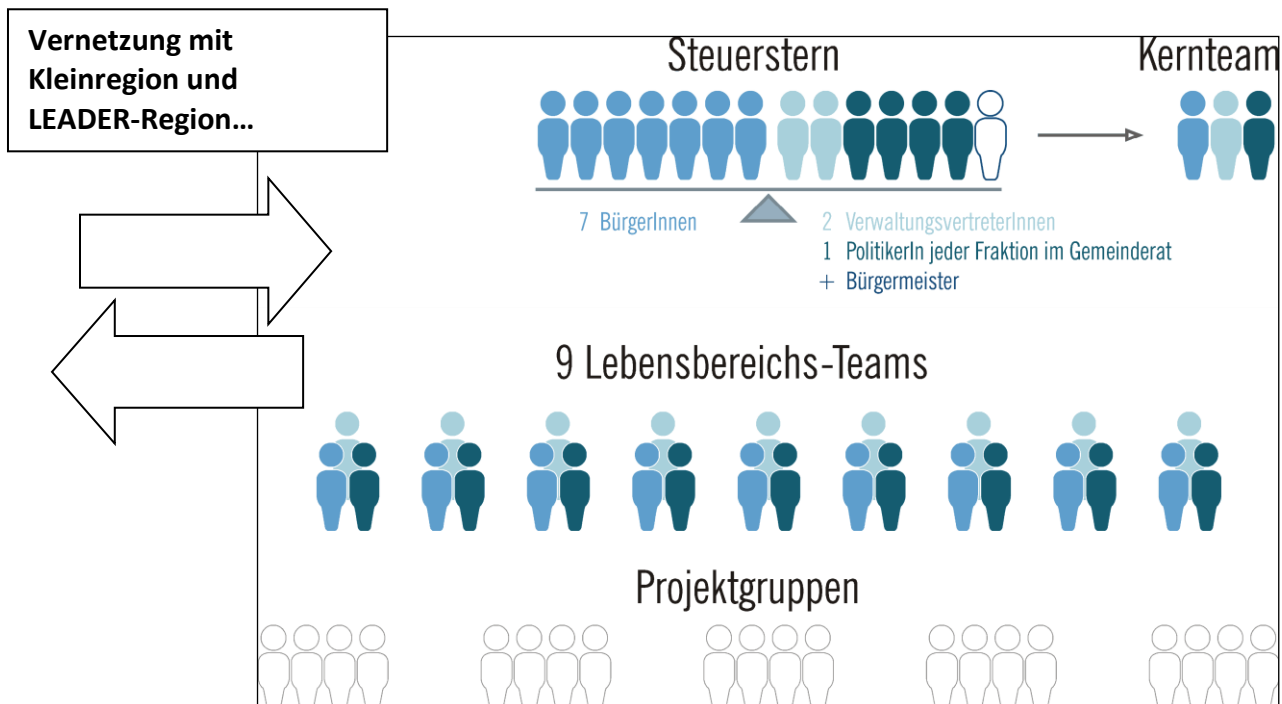 Vernetzung mit
Kleinregion und
LEADER-Region…
Steuerstern
Kernteam
7 BürgerInnen
2 VerwaltungsvertreterInnen
1 PolitikerIn jeder Fraktion im Gemeinderat
+ Bürgermeister
9 Lebensbereichs-Teams
Projektgruppen